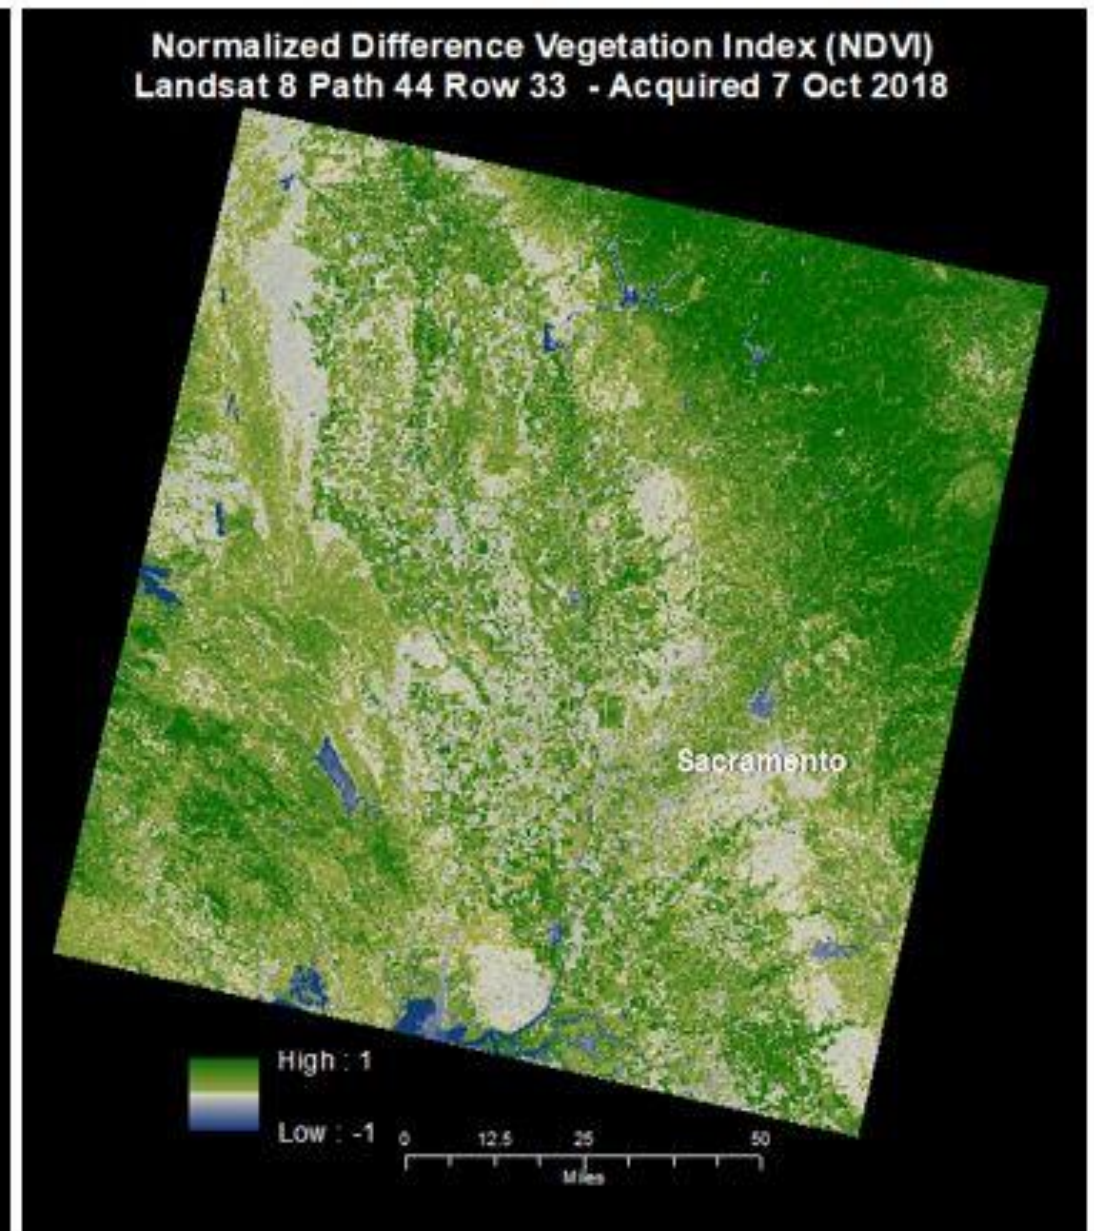 Normalized Difference Vegetation Index (NDVI)
Landsat 8 Path 44 Row 33 - Acquired 7 Oct 2018
Sacramento
High : 1
Low : -1
0 12.5 25 50
Miles